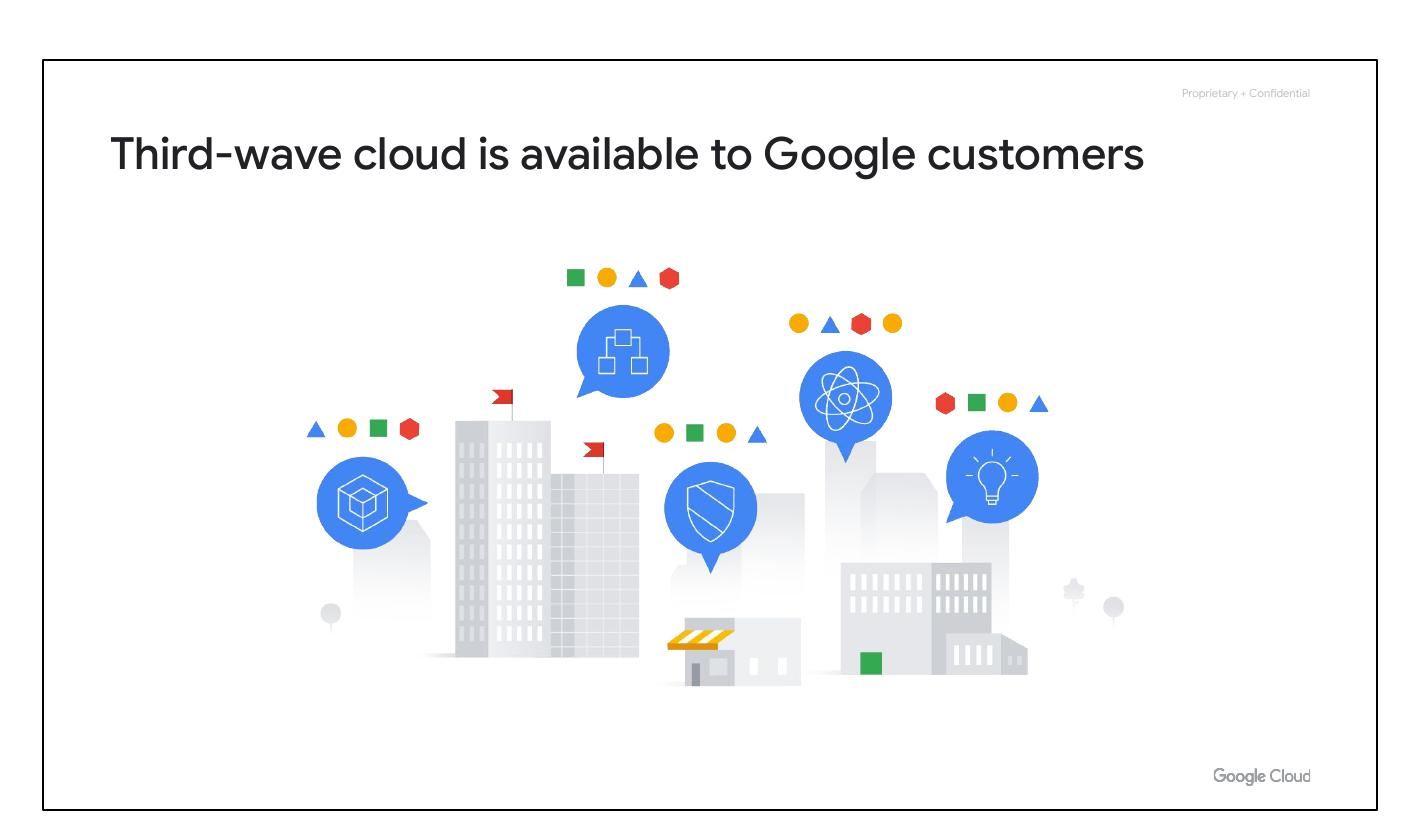 Proprietary + Confidential
Third-wave cloud is available to Google customers
Google Cloud